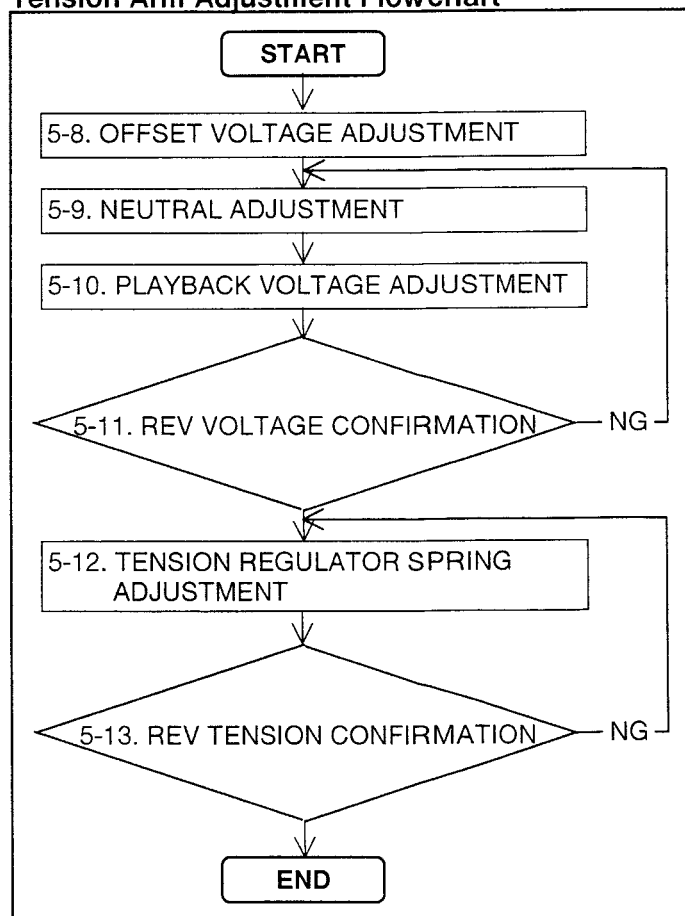 Tension Arm Adjustment Flowchart
START
5-8. OFFSET VOLTAGE ADJUSTMENT
5-9. NEUTRAL ADJUSTMENT
5-10. PLAYBACK VOLTAGE ADJUSTMENT
5-11. REV VOLTAGE CONFIRMATION
NG
5-12. TENSION REGULATOR SPRING
ADJUSTMENT
5-13. REV TENSION CONFIRMATION
NG
END